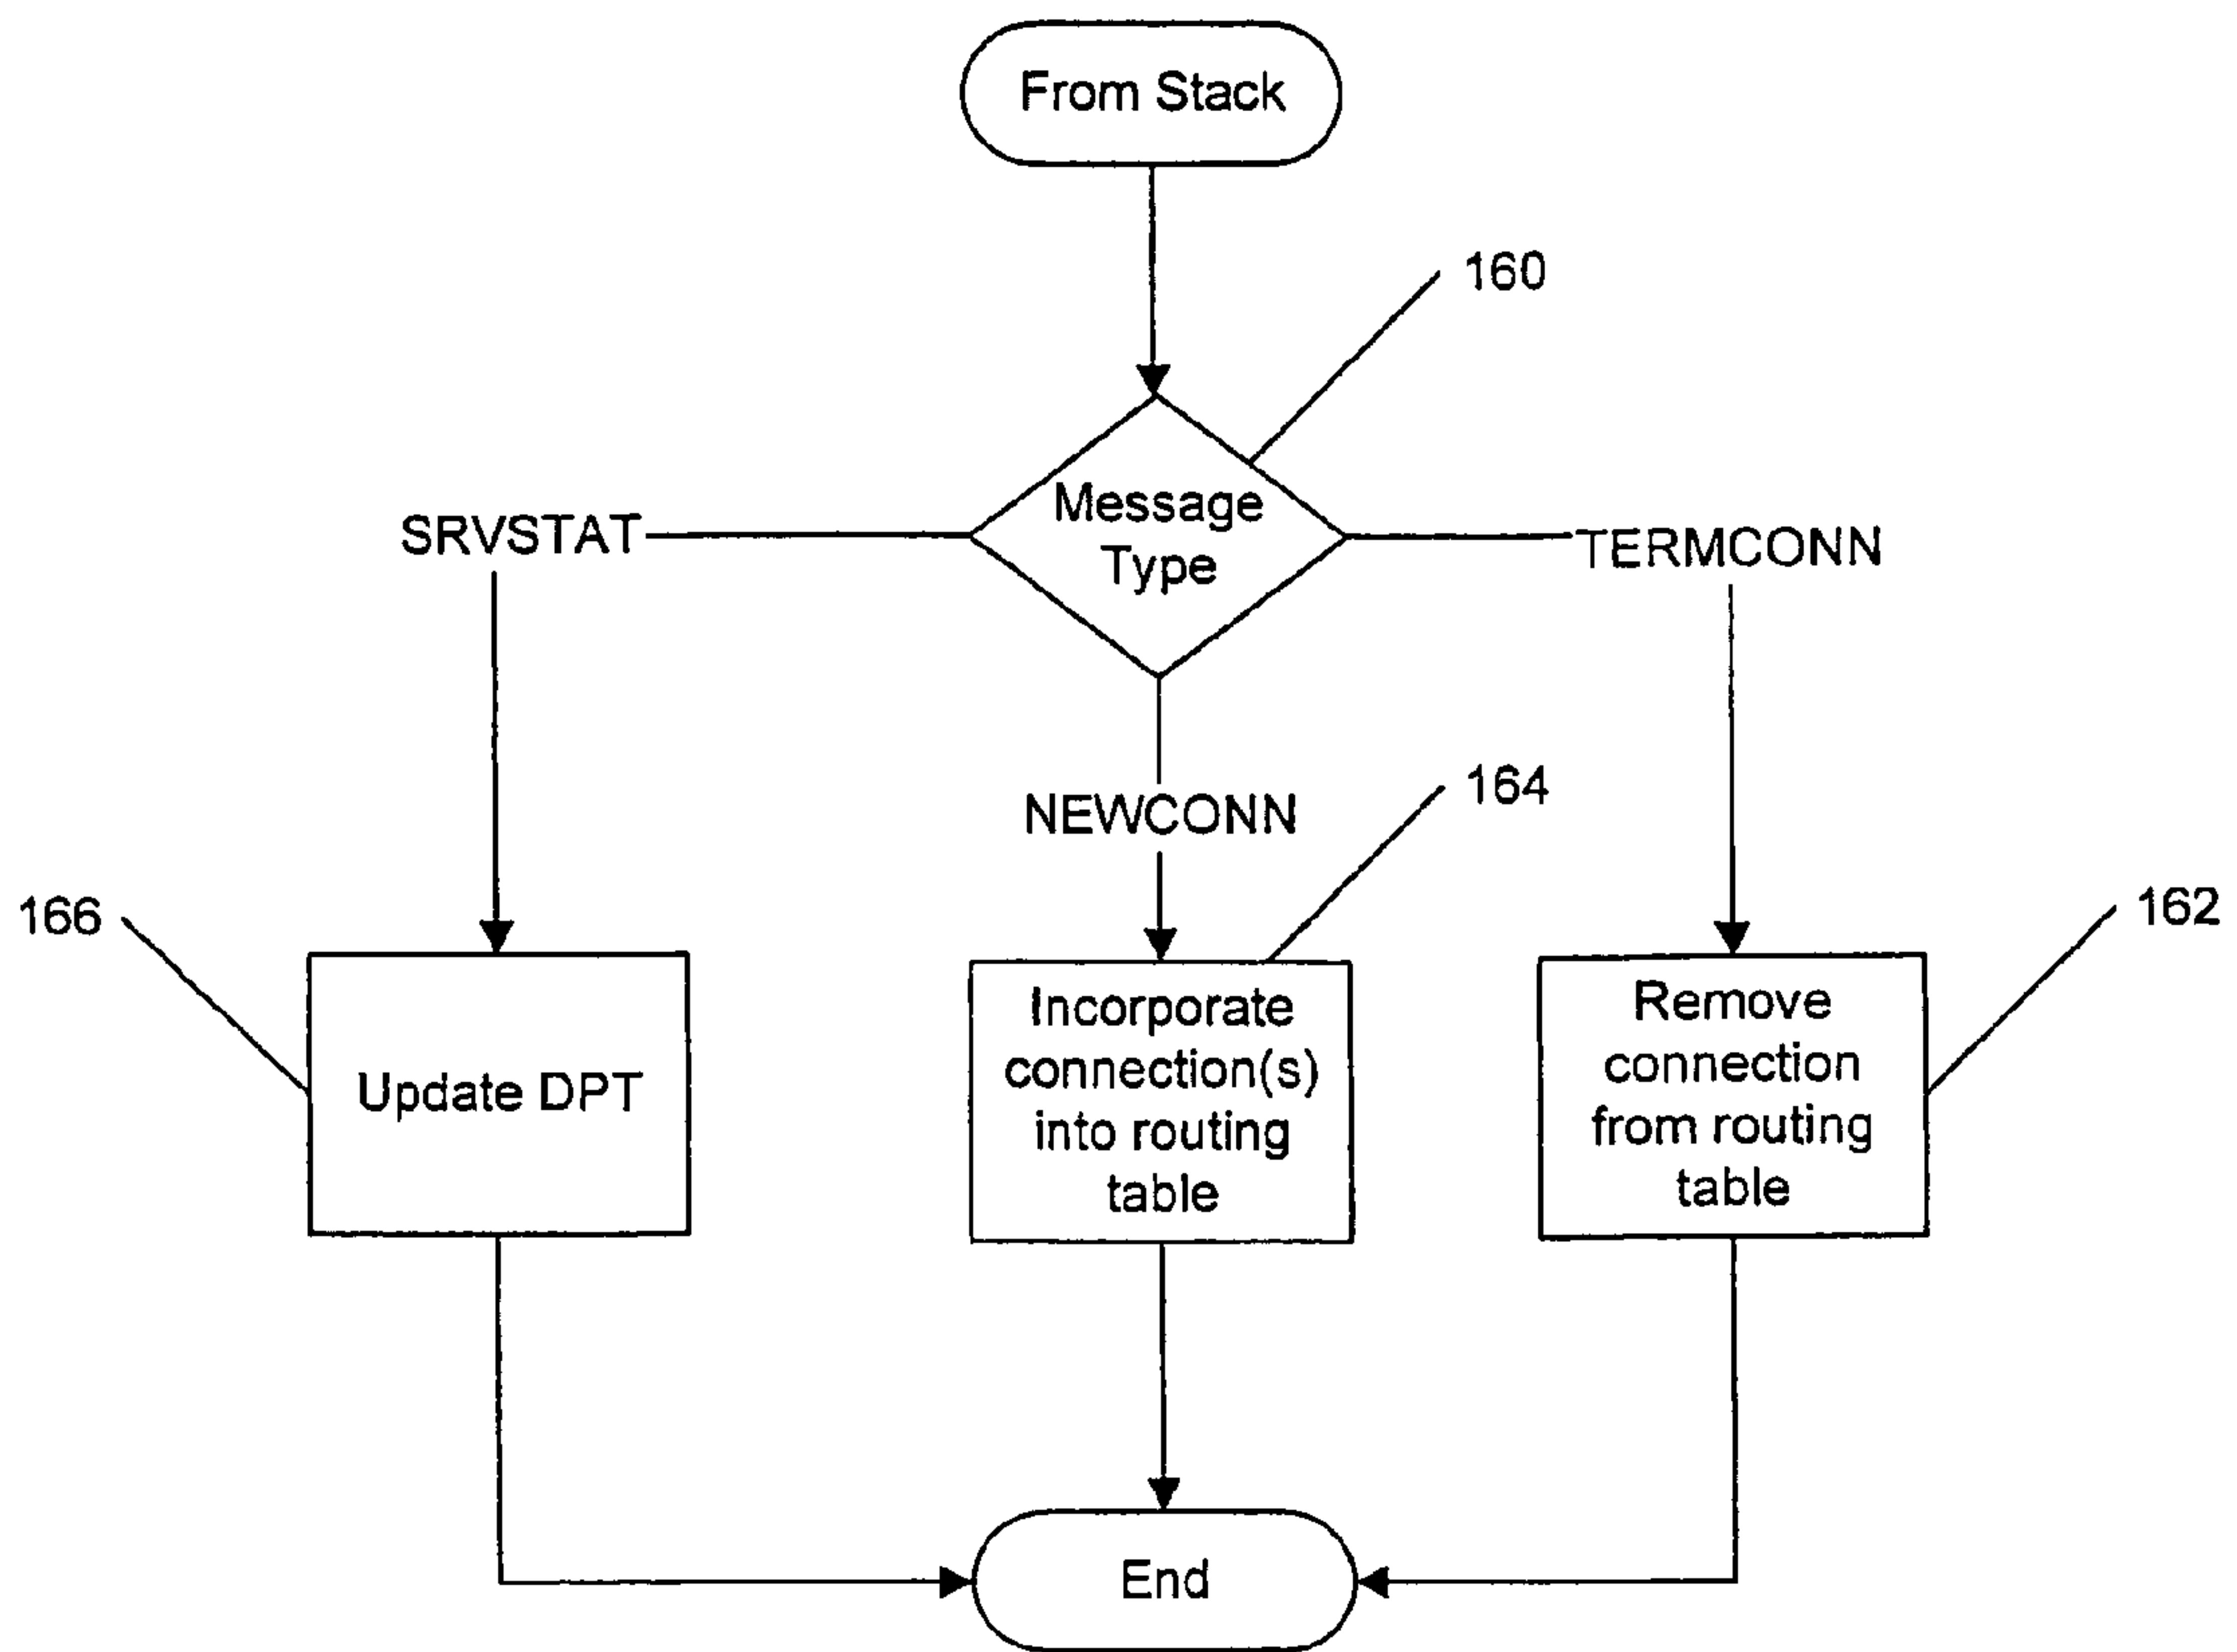 From Stack
160
Message
Type
SRVSTAT
TERMCONN
NEWCONN
164
166
162
Update DPT
Incorporate
connection(s)
into routing
table
Remove
connection
from routing
table
End